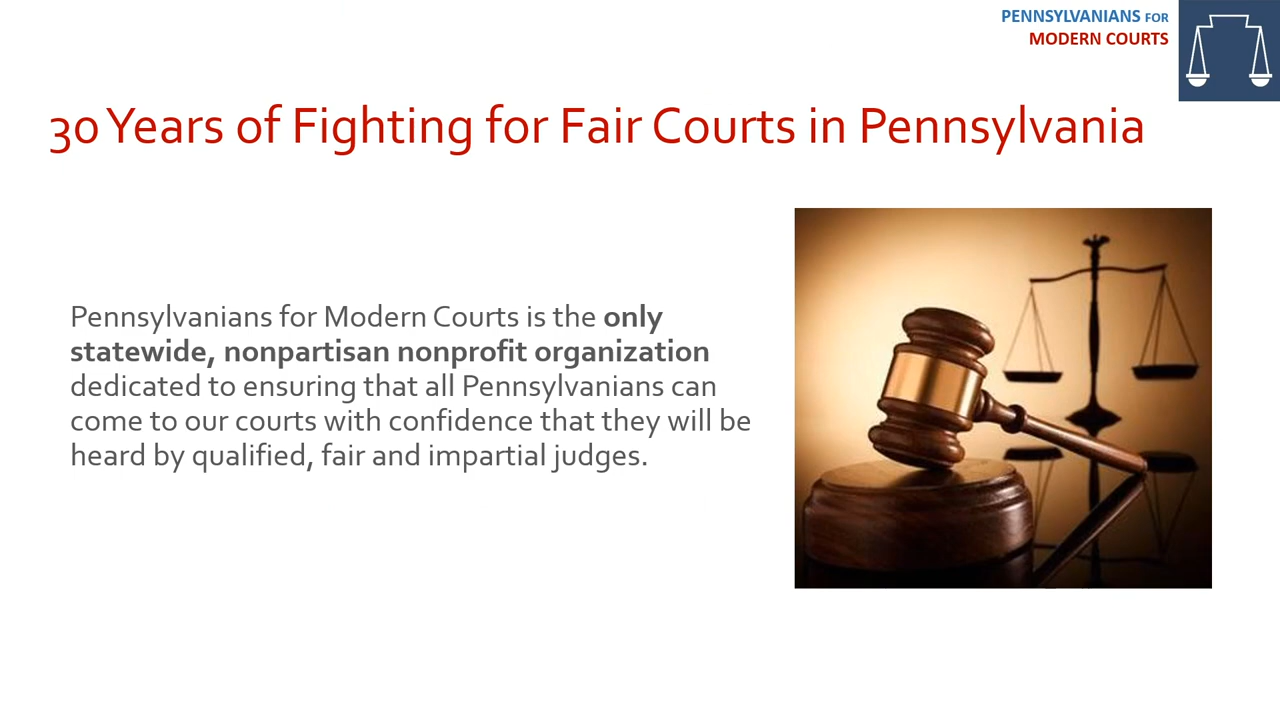 PENNSYLVANIANS FOR
MODERN COURTS
30 Years of Fighting for Fair Courts in Pennsylvania
Pennsylvanians for Modern Courts is the only
statewide, nonpartisan nonprofit organization
dedicated to ensuring that all Pennsylvanians can
come to our courts with confidence that they will be
heard by qualified, fair and impartial judges.